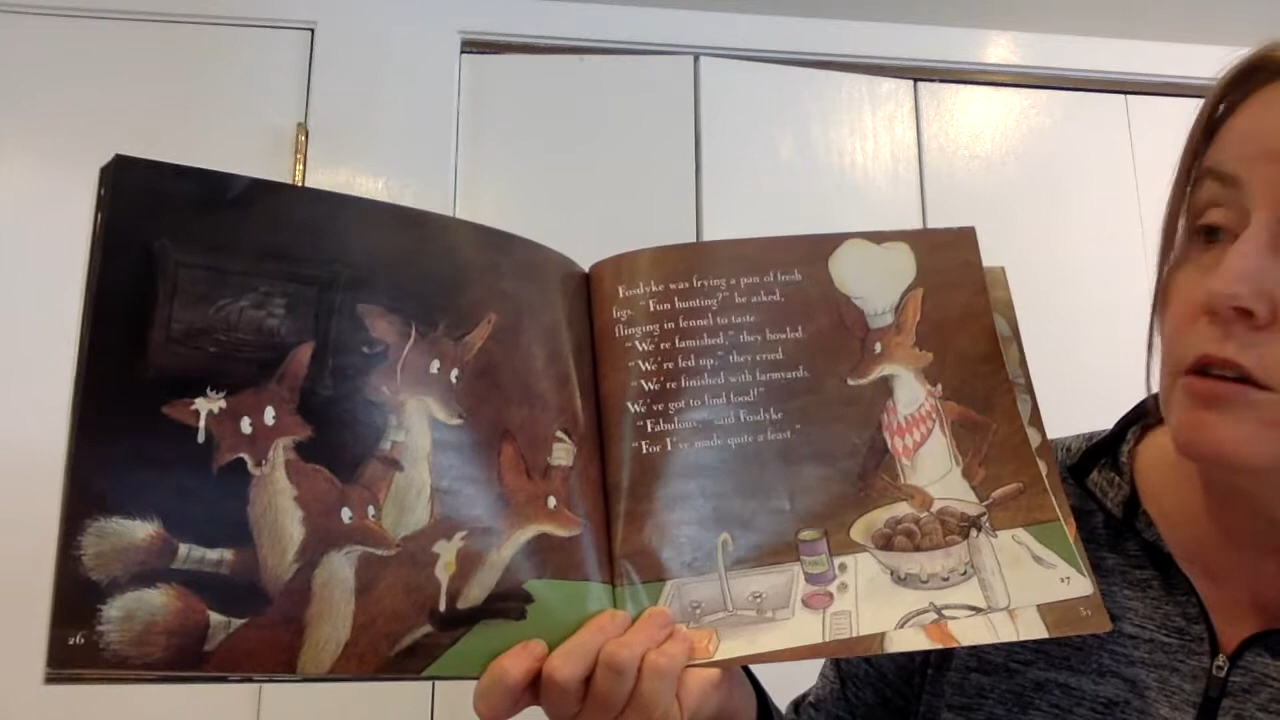 Fosdyke was frying a pan of fresh
figs. "Fun hunting?" he asked,
flinging in fennel to taste.
"We're famished," they howled.
"We're fed up," they cried.
"We're finished with farmyards.
We've got to find food!"
"Fabulous," said Fosdyke
"For I've made quite a feast."
26
27